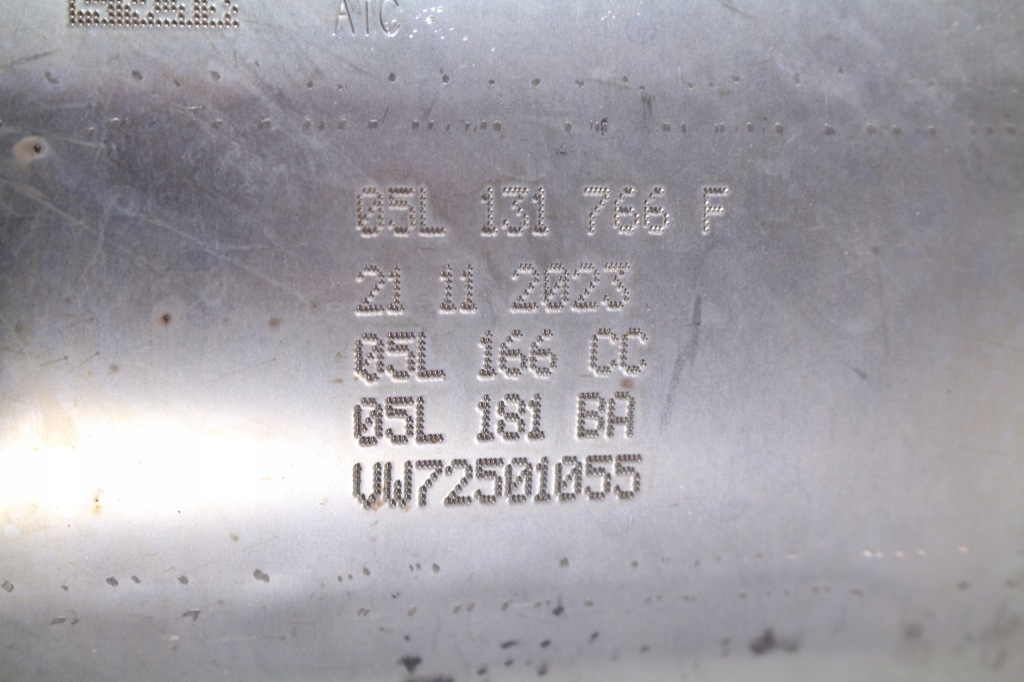 ATC
05L 131 766 F
21 11 2023
05L 166 CC
05L 181 BA
VW72501055